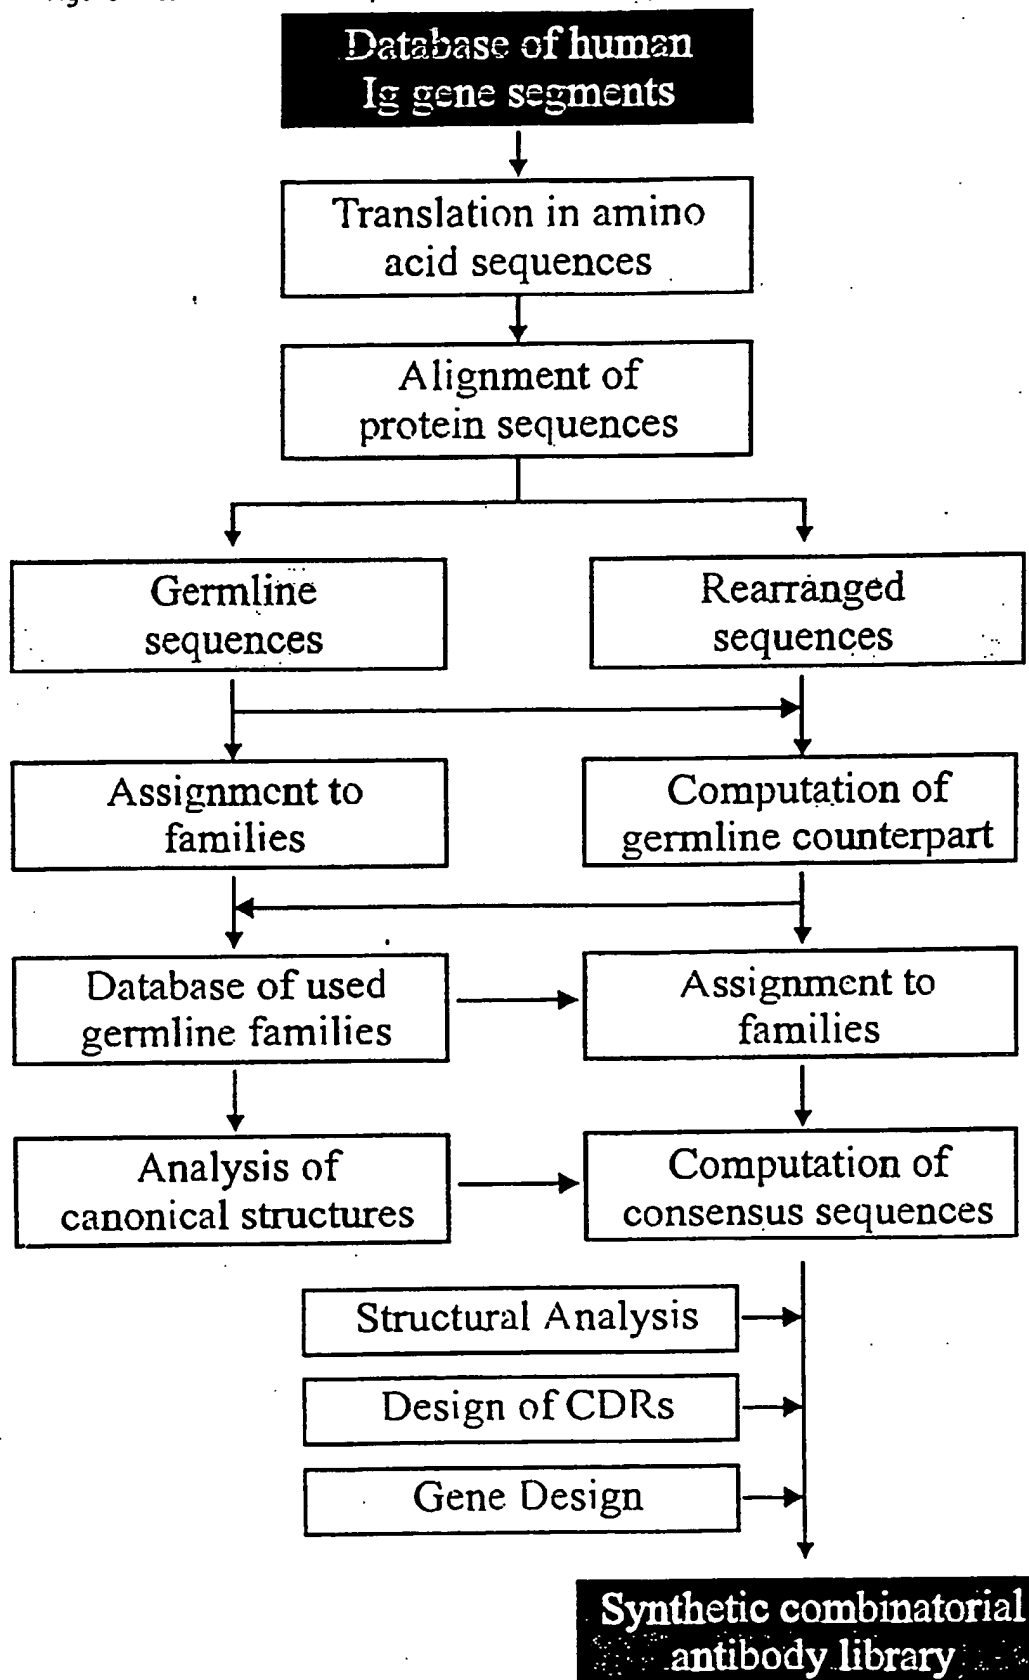 Database of human
Ig gene segments
Translation in amino
acid sequences
Alignment of
protein sequences
Germline
sequences
Rearranged
sequences
Assignment to
families
Computation of
germline counterpart
Database of used
germline families
Assignment to
families
Analysis of
canonical structures
Computation of
consensus sequences
Structural Analysis
Design of CDRs
Gene Design
Synthetic combinatorial
antibody library